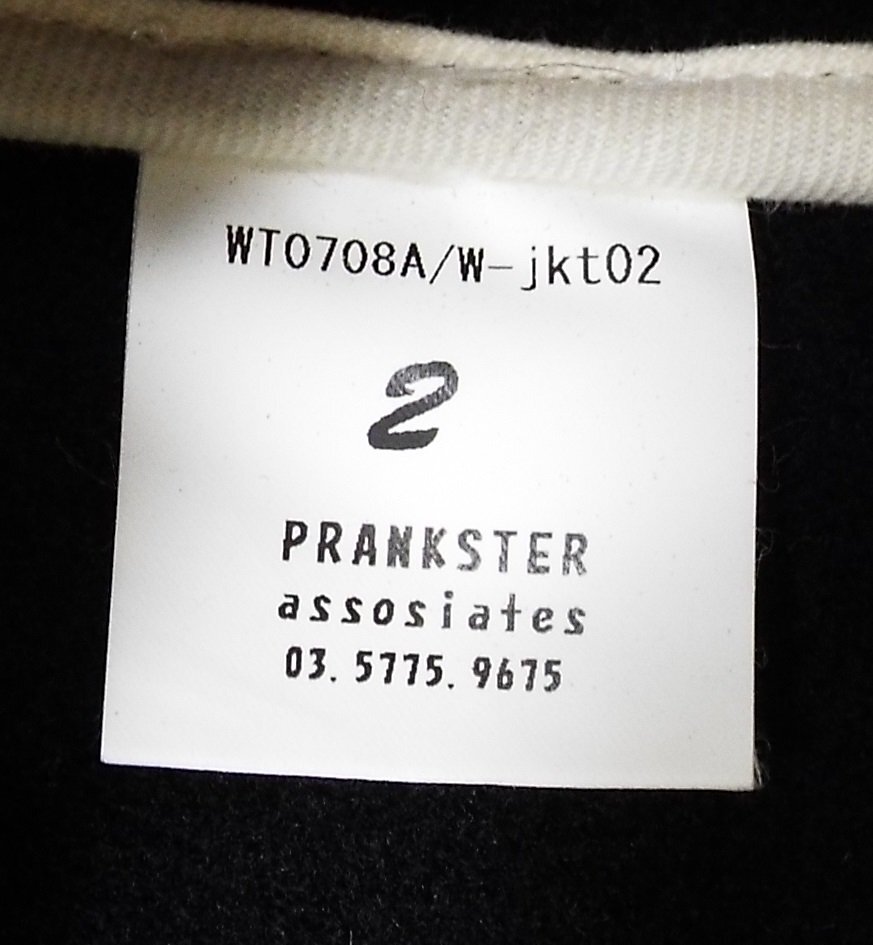 WT0708A/W-jkt02
2
PRANKSTER
assosiates
03. 5775. 9675